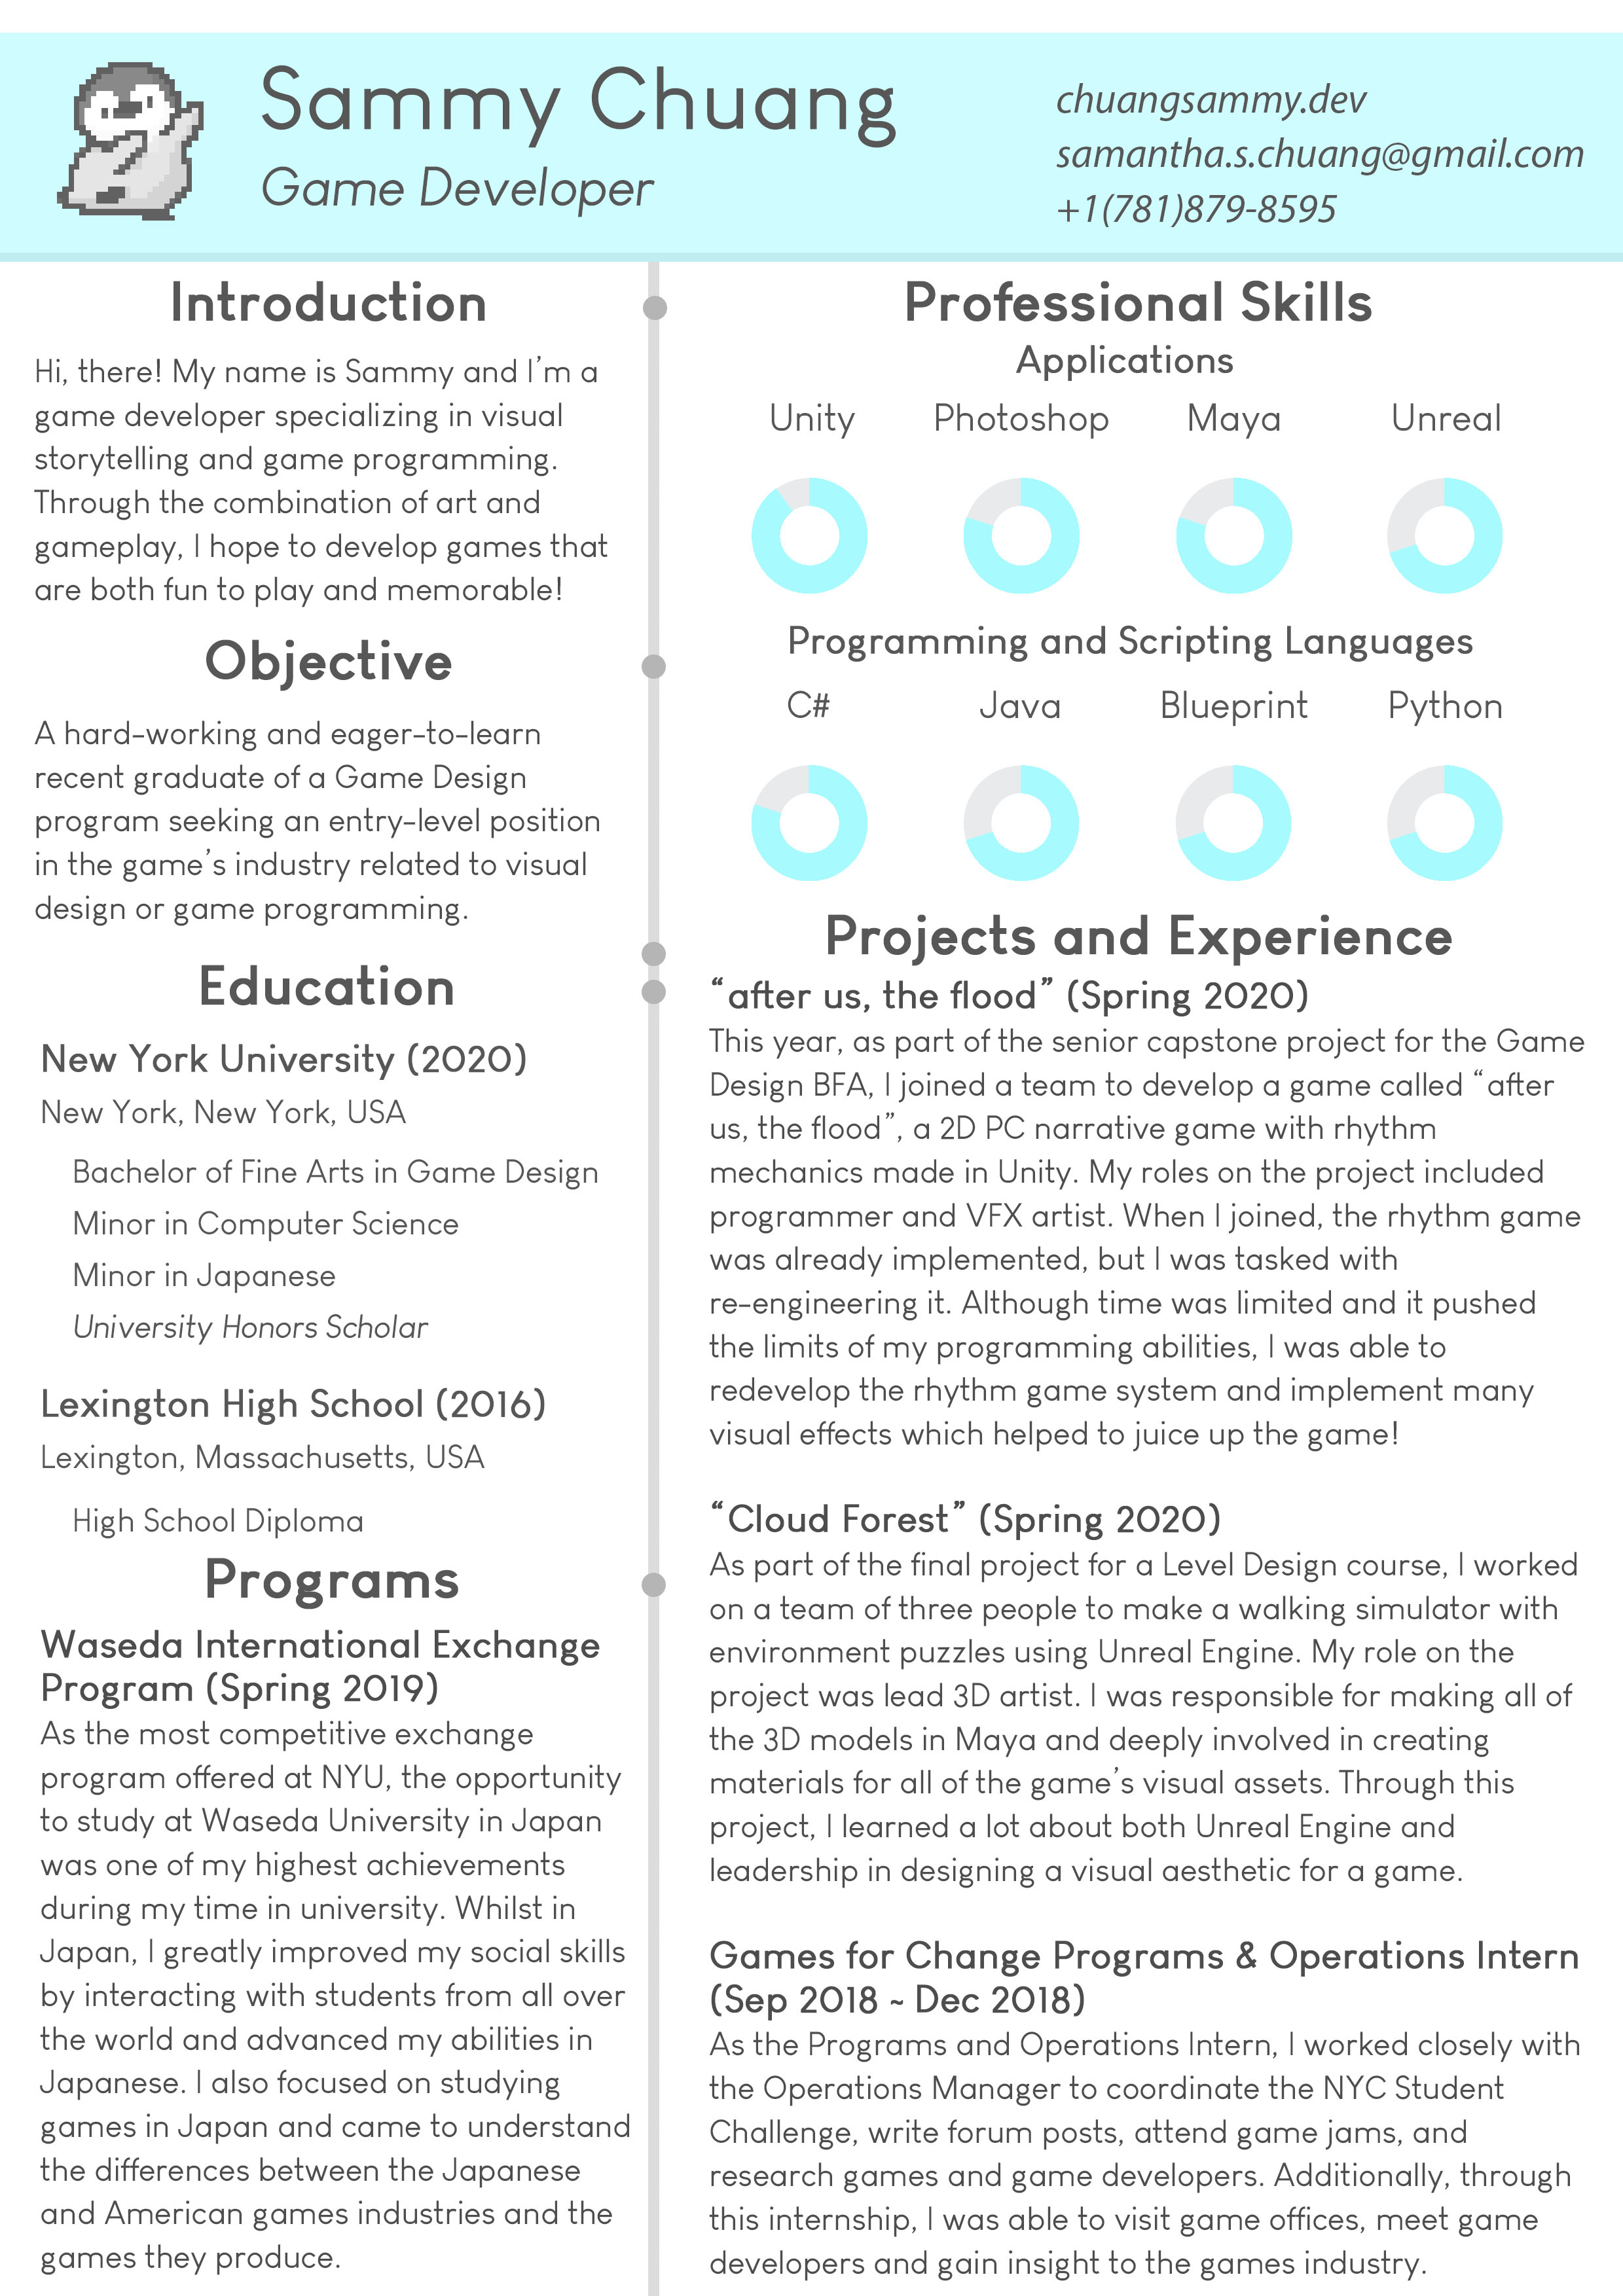 Sammy Chuang
Game Developer
chuangsammy.dev
samantha.s.chuang@gmail.com
+1(781)879-8595
Introduction
Hi, there! My name is Sammy and I'm a
game developer specializing in visual
storytelling and game programming.
Through the combination of art and
gameplay, I hope to develop games that
are both fun to play and memorable!
Objective
A hard-working and eager-to-learn
recent graduate of a Game Design
program seeking an entry-level position
in the game's industry related to visual
design or game programming.
Education
New York University (2020)
New York, New York, USA
Bachelor of Fine Arts in Game Design
Minor in Computer Science
Minor in Japanese
University Honors Scholar
Lexington High School (2016)
Lexington, Massachusetts, USA
High School Diploma
Programs
Waseda International Exchange
Program (Spring 2019)
As the most competitive exchange
program offered at NYU, the opportunity
to study at Waseda University in Japan
was one of my highest achievements
during my time in university. Whilst in
Japan, I greatly improved my social skills
by interacting with students from all over
the world and advanced my abilities in
Japanese. I also focused on studying
games in Japan and came to understand
the differences between the Japanese
and American games industries and the
games they produce.
Professional Skills
Applications
Unity Photoshop Maya Unreal
Programming and Scripting Languages
C# Java Blueprint Python
Projects and Experience
“after us, the flood” (Spring 2020)
This year, as part of the senior capstone project for the Game
Design BFA, I joined a team to develop a game called “after
us, the flood”, a 2D PC narrative game with rhythm
mechanics made in Unity. My roles on the project included
programmer and VFX artist. When I joined, the rhythm game
was already implemented, but I was tasked with
re-engineering it. Although time was limited and it pushed
the limits of my programming abilities, I was able to
redevelop the rhythm game system and implement many
visual effects which helped to juice up the game!
“Cloud Forest” (Spring 2020)
As part of the final project for a Level Design course, I worked
on a team of three people to make a walking simulator with
environment puzzles using Unreal Engine. My role on the
project was lead 3D artist. I was responsible for making all of
the 3D models in Maya and deeply involved in creating
materials for all of the game's visual assets. Through this
project, I learned a lot about both Unreal Engine and
leadership in designing a visual aesthetic for a game.
Games for Change Programs & Operations Intern
(Sep 2018 ~ Dec 2018)
As the Programs and Operations Intern, I worked closely with
the Operations Manager to coordinate the NYC Student
Challenge, write forum posts, attend game jams, and
research games and game developers. Additionally, through
this internship, I was able to visit game offices, meet game
developers and gain insight to the games industry.